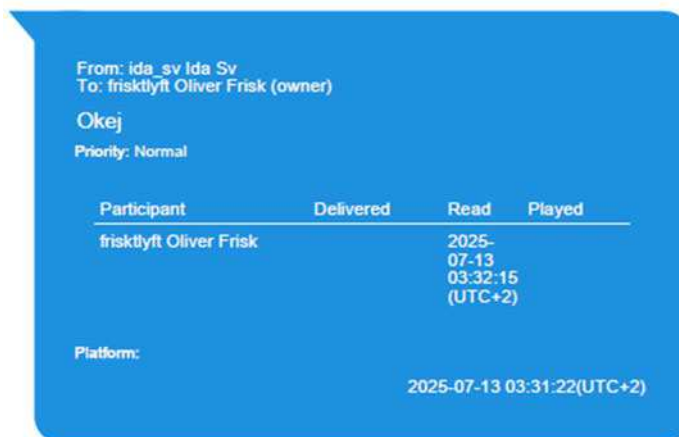 From: ida_sv Ida Sv
To: frisktlyft Oliver Frisk (owner)
Okej
Priority: Normal
Participant Delivered Read Played
frisktlyft Oliver Frisk 2025-
07-13
03:32:15
(UTC+2)
Platform:
2025-07-13 03:31:22(UTC+2)